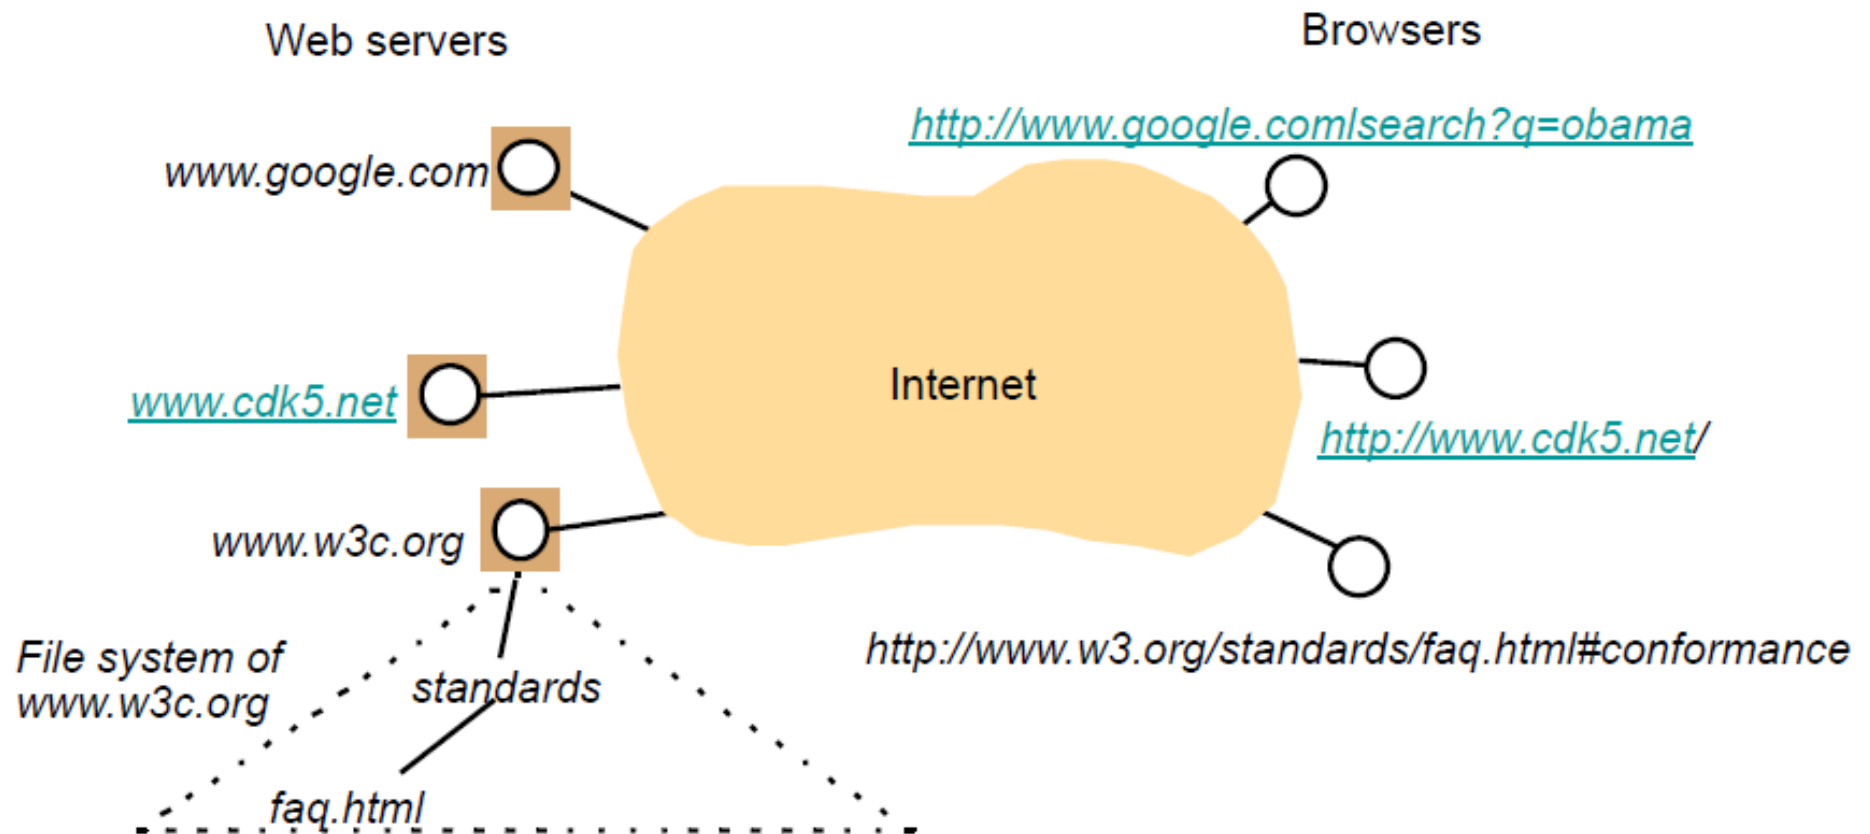 Web servers
Browsers
http://www.google.comlsearch?q=obama
www.google.com
Internet
www.cdk5.net
http://www.cdk5.net/
www.w3c.org
http://www.w3.org/standards/faq.html#conformance
File system of
www.w3c.org
standards
faq.html